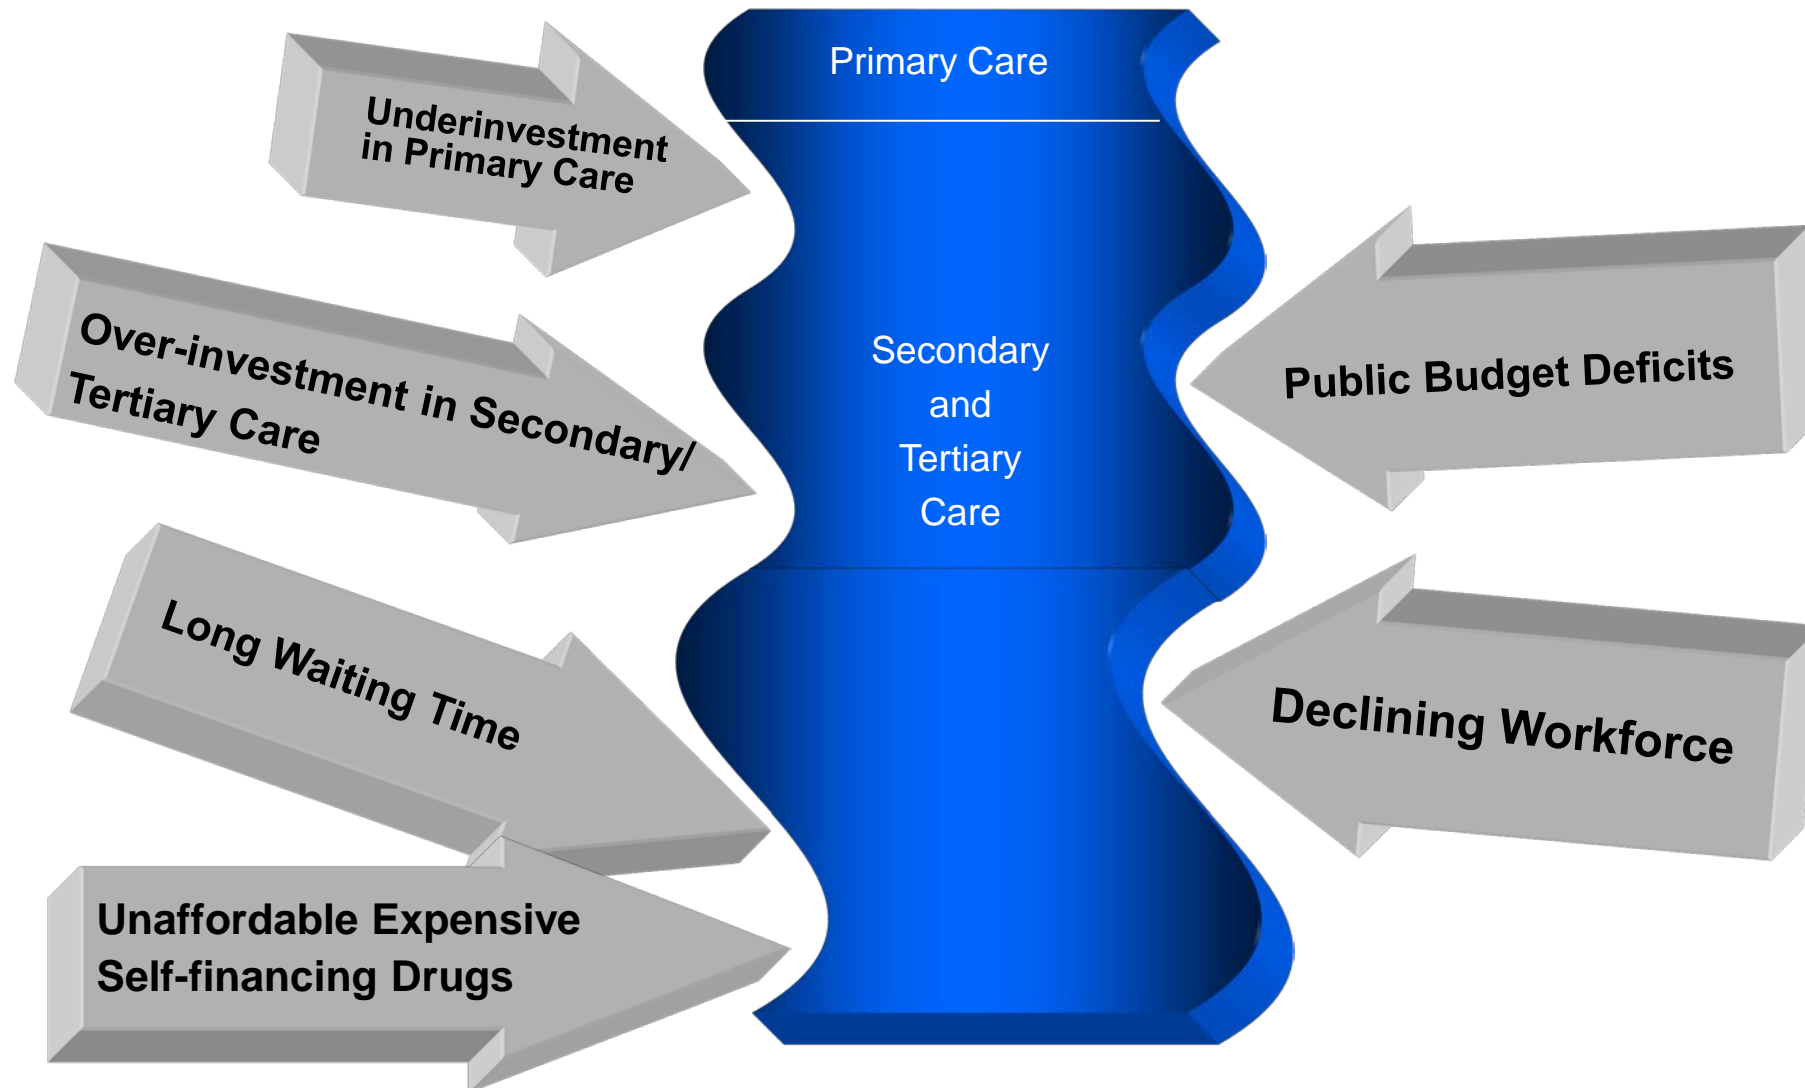 Primary Care
Underinvestment
in Primary Care
Over-investment in Secondary/
Tertiary Care
Secondary
and
Tertiary
Care
Public Budget Deficits
Long Waiting Time
Declining Workforce
Unaffordable Expensive
Self-financing Drugs